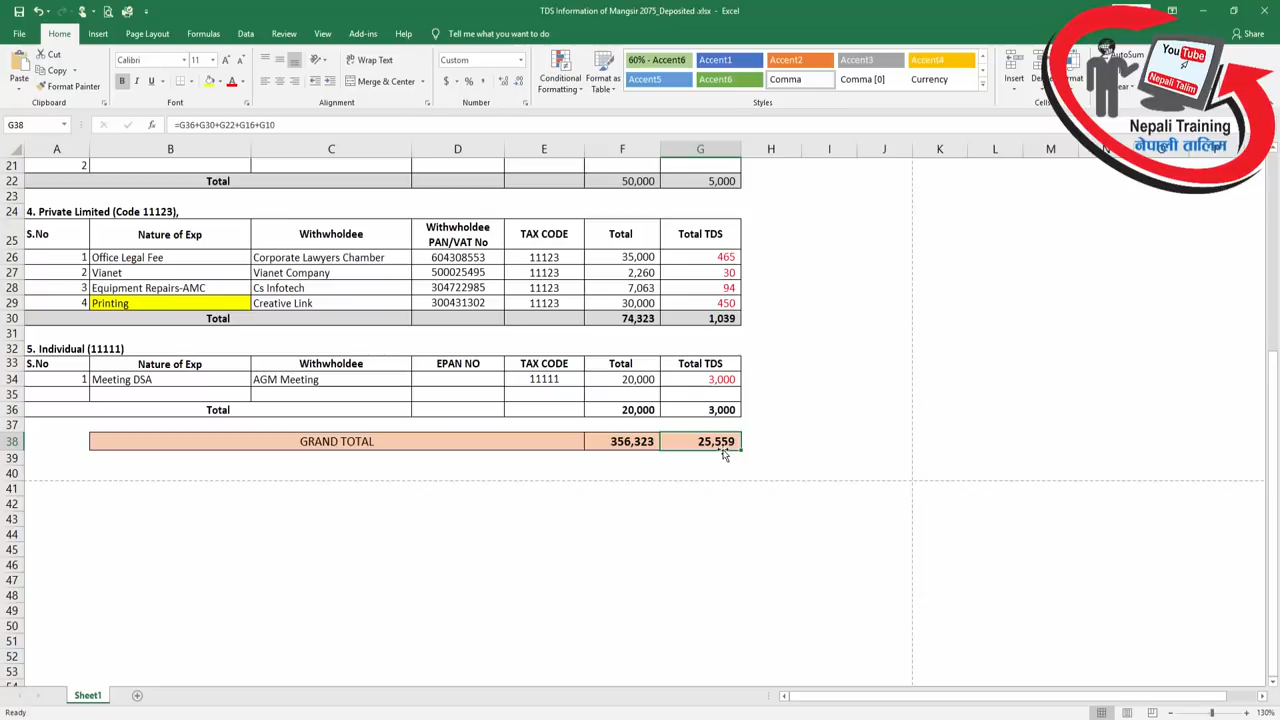 TDS Information of Mangsir 2075_Deposited .xlsx - Excel
File Home Insert Page Layout Formulas Data Review View Add-ins Help Tell me what you want to do Share
Cut
Copy
Format Painter
Paste
Clipboard
Calibri 11
B I U
Font
Wrap Text
Merge & Center
Alignment
Custom
% ,
Number
Conditional Formatting
Format as Table
60% - Accent6 Accent1 Accent2 Accent3 Accent4
Accent5 Accent6 Comma Comma [0] Currency
Styles
Insert
AutoSum
You Tube
Nepali Talim
Nepali Training
नेपाली तालिम
G38 fx =G36+G30+G22+G16+G10
A B C D E F G H I J K L M
21 2
22 Total 50,000 5,000
23
24 4. Private Limited (Code 11123),
25 S.No Nature of Exp Withwholdee Withwholdee PAN/VAT No TAX CODE Total Total TDS
26 1 Office Legal Fee Corporate Lawyers Chamber 604308553 11123 35,000 465
27 2 Vianet Vianet Company 500025495 11123 2,260 30
28 3 Equipment Repairs-AMC Cs Infotech 304722985 11123 7,063 94
29 4 Printing Creative Link 300431302 11123 30,000 450
30 Total 74,323 1,039
31
32 5. Individual (11111)
33 S.No Nature of Exp Withwholdee EPAN NO TAX CODE Total Total TDS
34 1 Meeting DSA AGM Meeting 11111 20,000 3,000
35
36 Total 20,000 3,000
37
38 GRAND TOTAL 356,323 25,559
39
40
41
42
43
44
45
46
47
48
49
50
51
52
53
Sheet1
Ready 130%